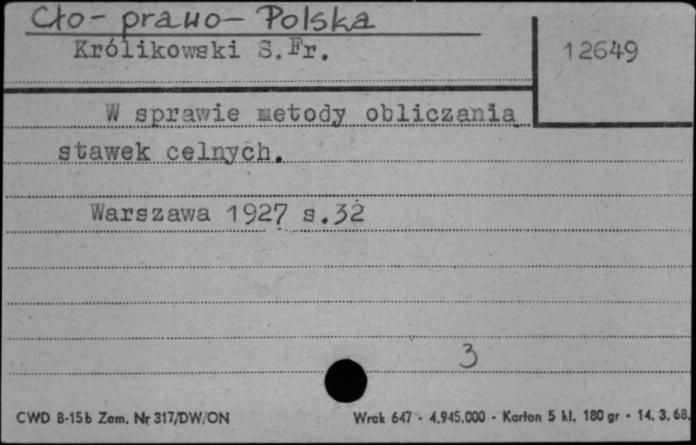 Cło - prawo - Polska
Królikowski S.Fr.
12649
W sprawie metody obliczania
stawek celnych.
Warszawa 1927 s.32
3
CWD B-15b Zam. Nr 317/DW/ON
Wrak 647 - 4.945.000 - Karton 5 kl. 180 gr - 14. 3. 68.